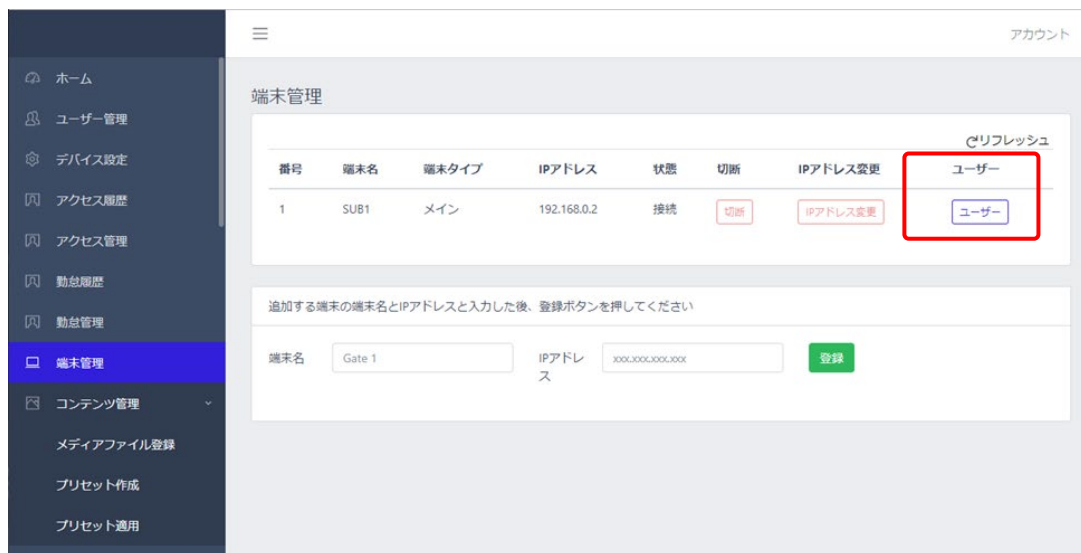 アカウント
ホーム
ユーザー管理
デバイス設定
アクセス履歴
アクセス管理
勤怠履歴
勤怠管理
端末管理
コンテンツ管理
メディアファイル登録
プリセット作成
プリセット適用
端末管理
リフレッシュ
番号 端末名 端末タイプ IPアドレス 状態 切断 IPアドレス変更 ユーザー
1 SUB1 メイン 192.168.0.2 接続 切断 IPアドレス変更 ユーザー
追加する端末の端末名とIPアドレスと入力した後、登録ボタンを押してください
端末名 Gate 1 IPアドレ
ス
xxx.xxx.xxx.xxx 登録